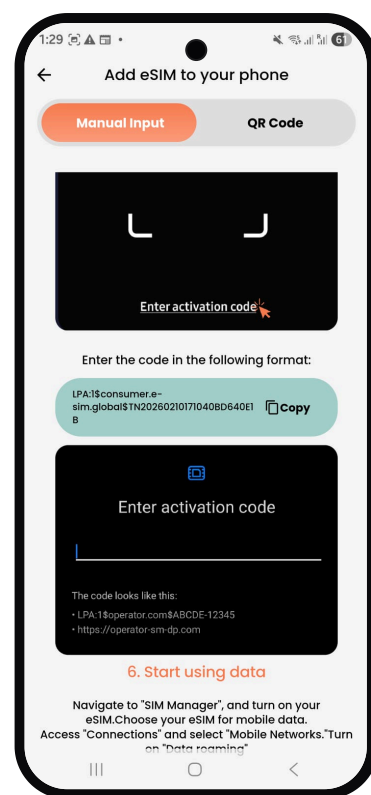 1:29
61
Add eSIM to your phone
Manual Input
QR Code
Enter activation code
Enter the code in the following format:
LPA:1$consumer.e-
sim.global$TN20260210171040BD640E1
B
Copy
Enter activation code
The code looks like this:
• LPA:1$operator.com$ABCDE-12345
• https://operator-sm-dp.com
6. Start using data
Navigate to "SIM Manager", and turn on your
eSIM.Choose your eSIM for mobile data.
Access "Connections" and select "Mobile Networks."Turn
on "Data roaming"